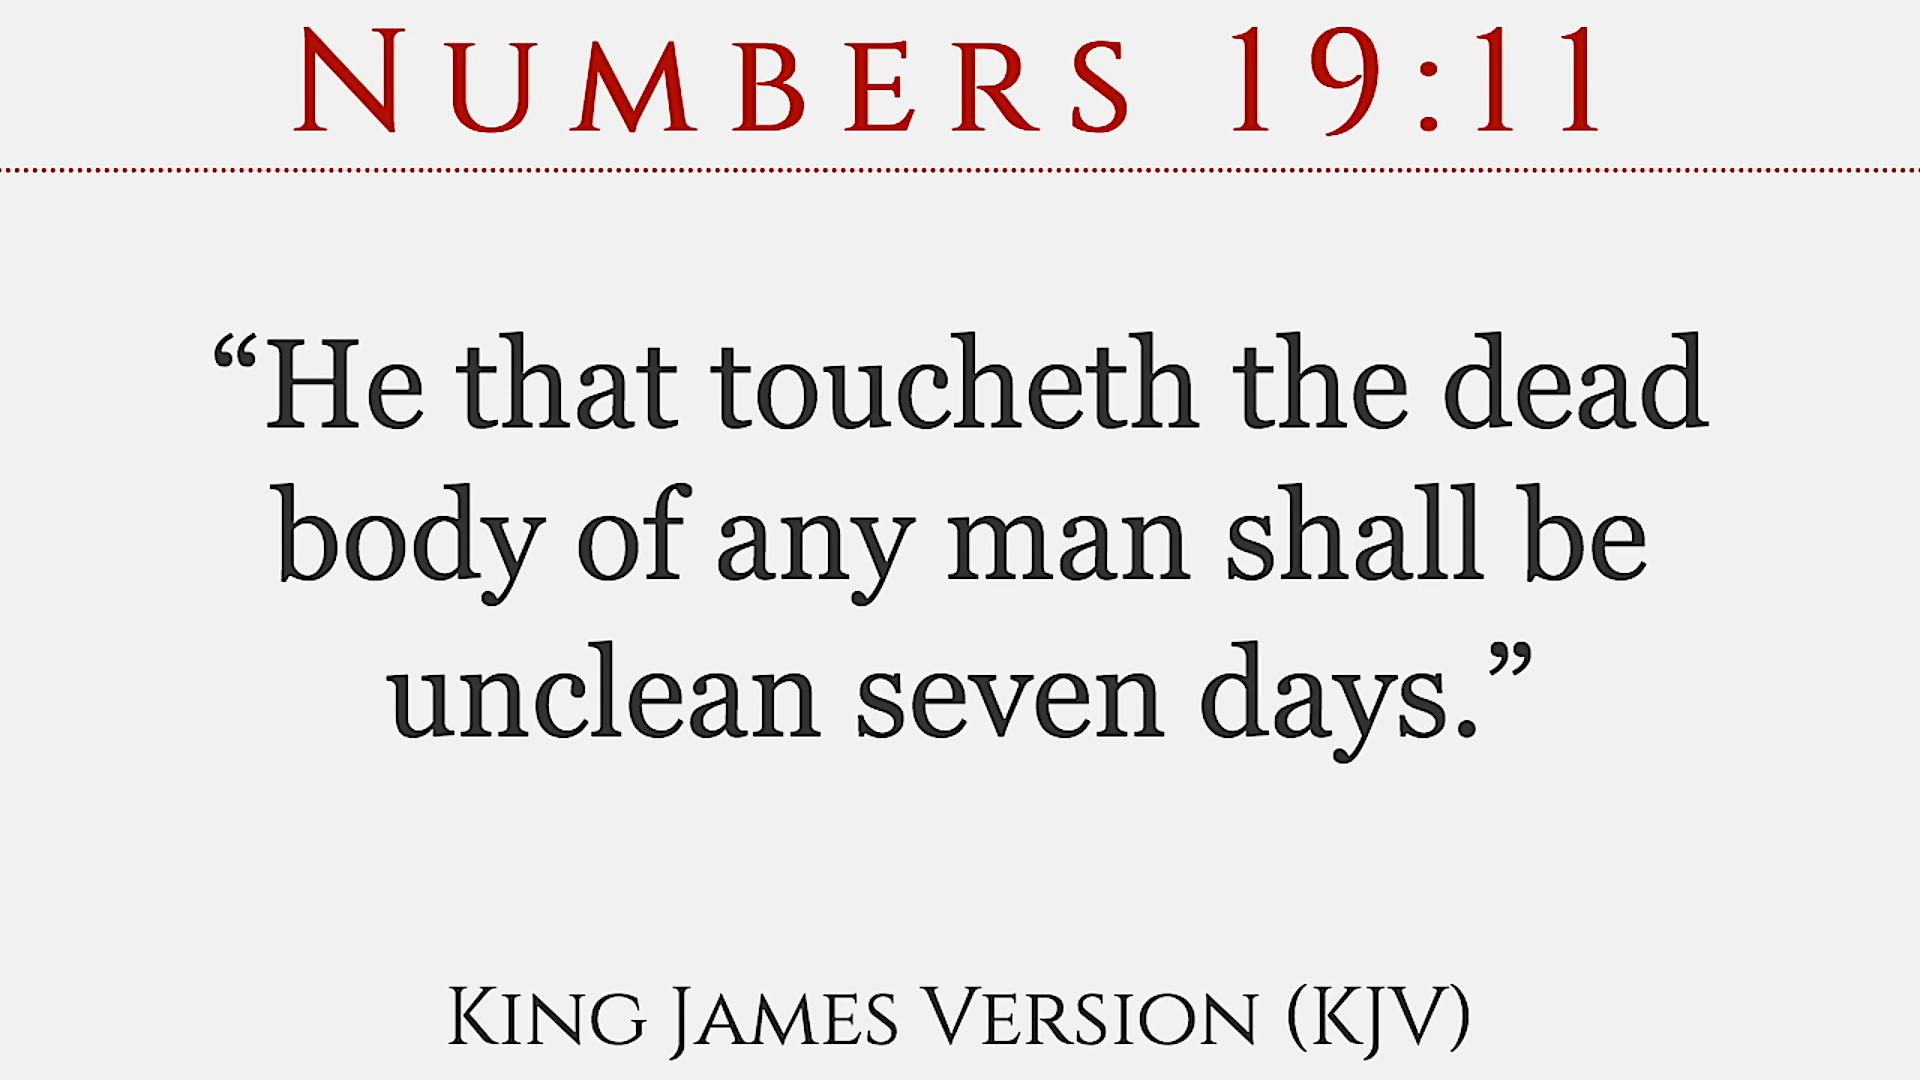 Numbers 19:11
“He that toucheth the dead
body of any man shall be
unclean seven days.”
King James Version (KJV)